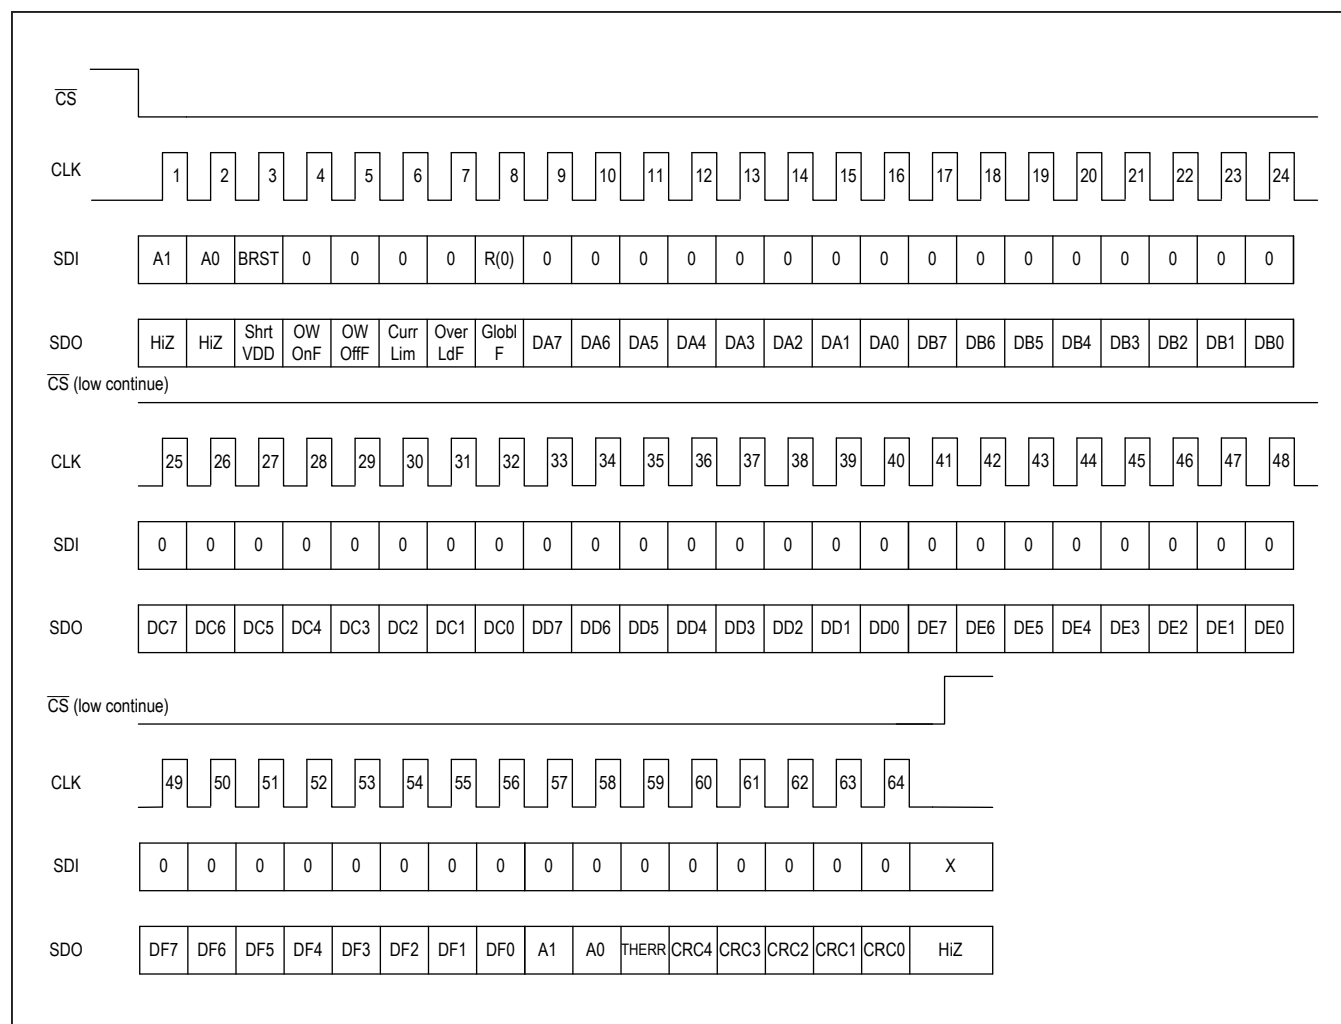 CS
CLK 1 2 3 4 5 6 7 8 9 10 11 12 13 14 15 16 17 18 19 20 21 22 23 24
SDI A1 A0 BRST 0 0 0 0 R(0) 0 0 0 0 0 0 0 0 0 0 0 0 0 0 0 0
SDO HiZ HiZ Shrt VDD OW OnF OW OffF Curr Lim Over LdF Globl F DA7 DA6 DA5 DA4 DA3 DA2 DA1 DA0 DB7 DB6 DB5 DB4 DB3 DB2 DB1 DB0
CS (low continue)
CLK 25 26 27 28 29 30 31 32 33 34 35 36 37 38 39 40 41 42 43 44 45 46 47 48
SDI 0 0 0 0 0 0 0 0 0 0 0 0 0 0 0 0 0 0 0 0 0 0 0 0
SDO DC7 DC6 DC5 DC4 DC3 DC2 DC1 DC0 DD7 DD6 DD5 DD4 DD3 DD2 DD1 DD0 DE7 DE6 DE5 DE4 DE3 DE2 DE1 DE0
CS (low continue)
CLK 49 50 51 52 53 54 55 56 57 58 59 60 61 62 63 64
SDI 0 0 0 0 0 0 0 0 0 0 0 0 0 0 0 0 X
SDO DF7 DF6 DF5 DF4 DF3 DF2 DF1 DF0 A1 A0 THERR CRC4 CRC3 CRC2 CRC1 CRC0 HiZ